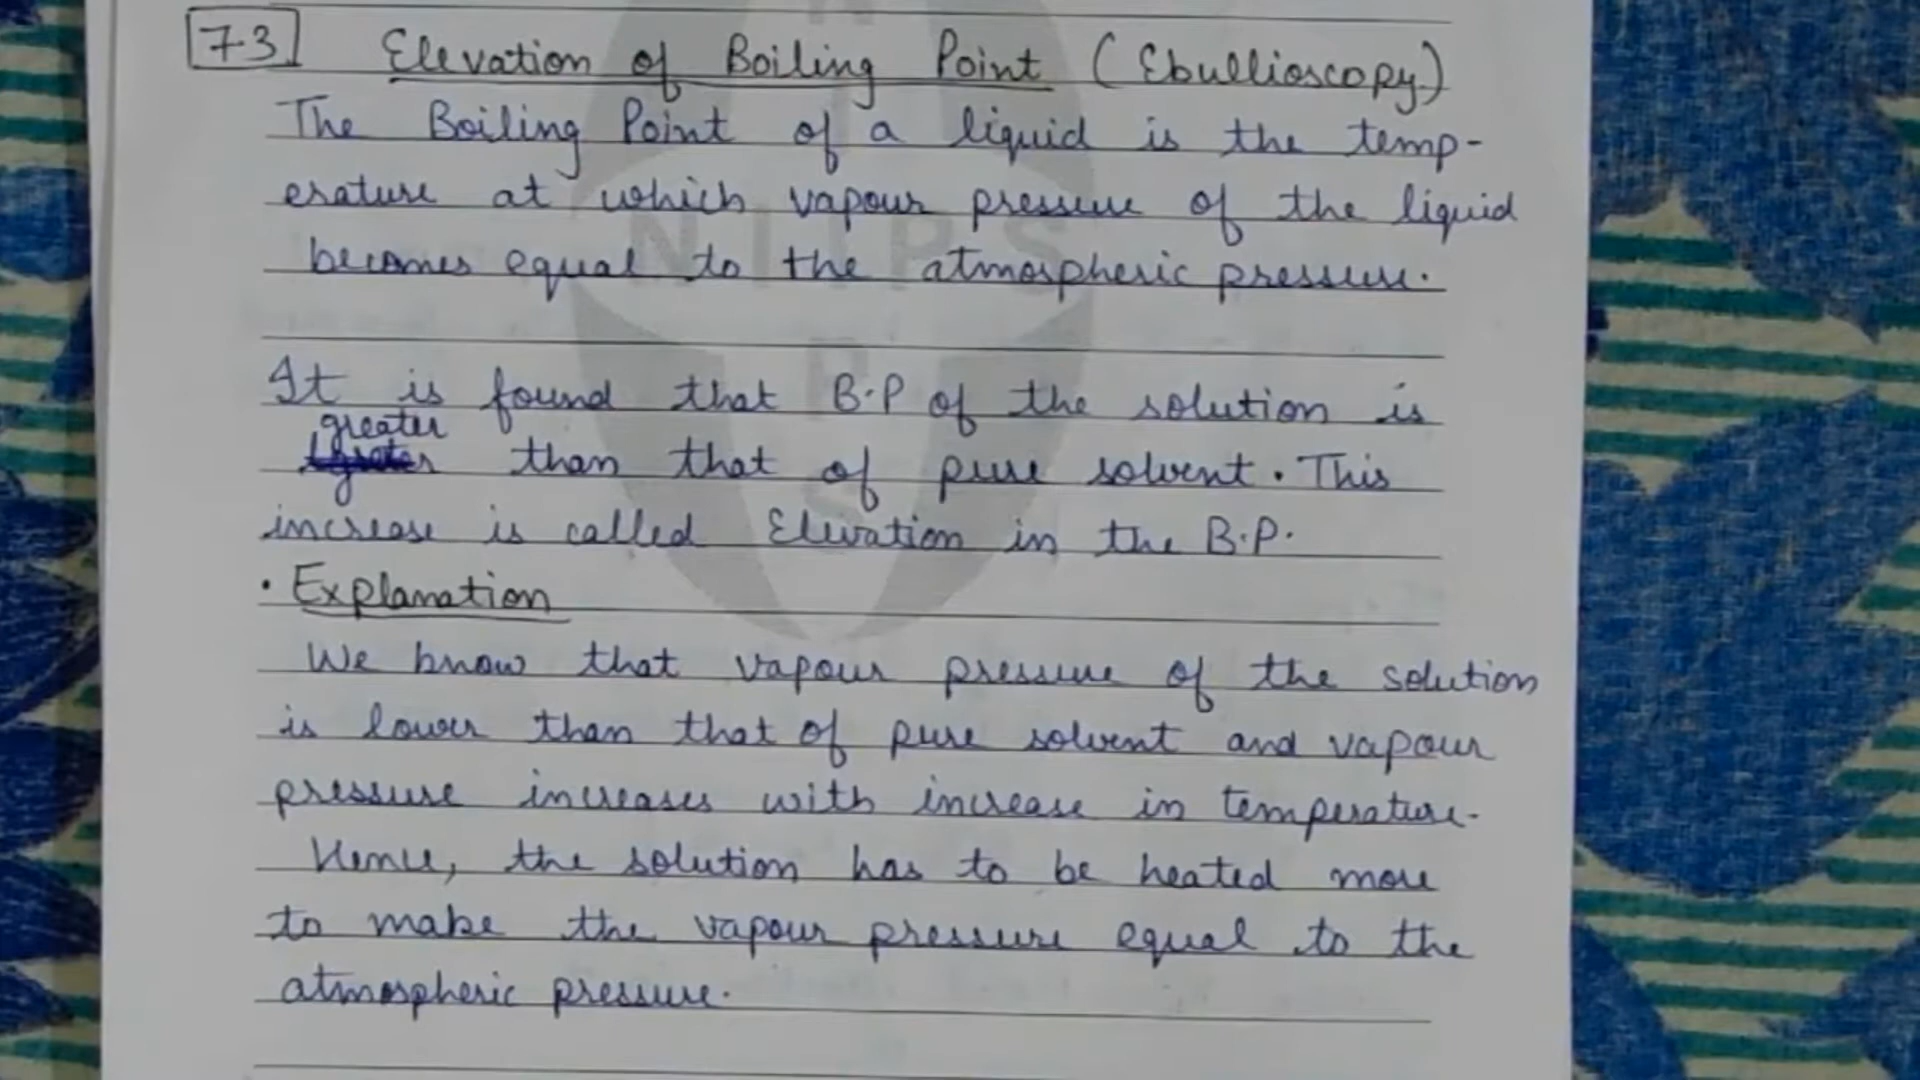 7.3 Elevation of Boiling Point (Ebullioscopy)
The Boiling Point of a liquid is the temp-
erature at which vapour pressure of the liquid
becomes equal to the atmospheric pressure.
It is found that B.P of the solution is
greater
than that of pure solvent. This
increase is called Elevation in the B.P.
• Explanation
We know that vapour pressure of the solution
is lower than that of pure solvent and vapour
pressure increases with increase in temperature.
Hence, the solution has to be heated more
to make the vapour pressure equal to the
atmospheric pressure.
NIPS